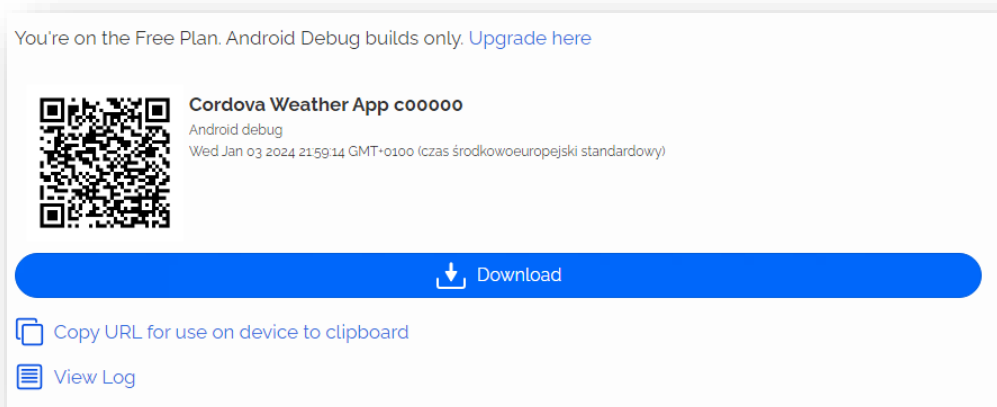 You're on the Free Plan. Android Debug builds only. Upgrade here
Cordova Weather App c00000
Android debug
Wed Jan 03 2024 21:59:14 GMT+0100 (czas środkowoeuropejski standardowy)
Download
Copy URL for use on device to clipboard
View Log